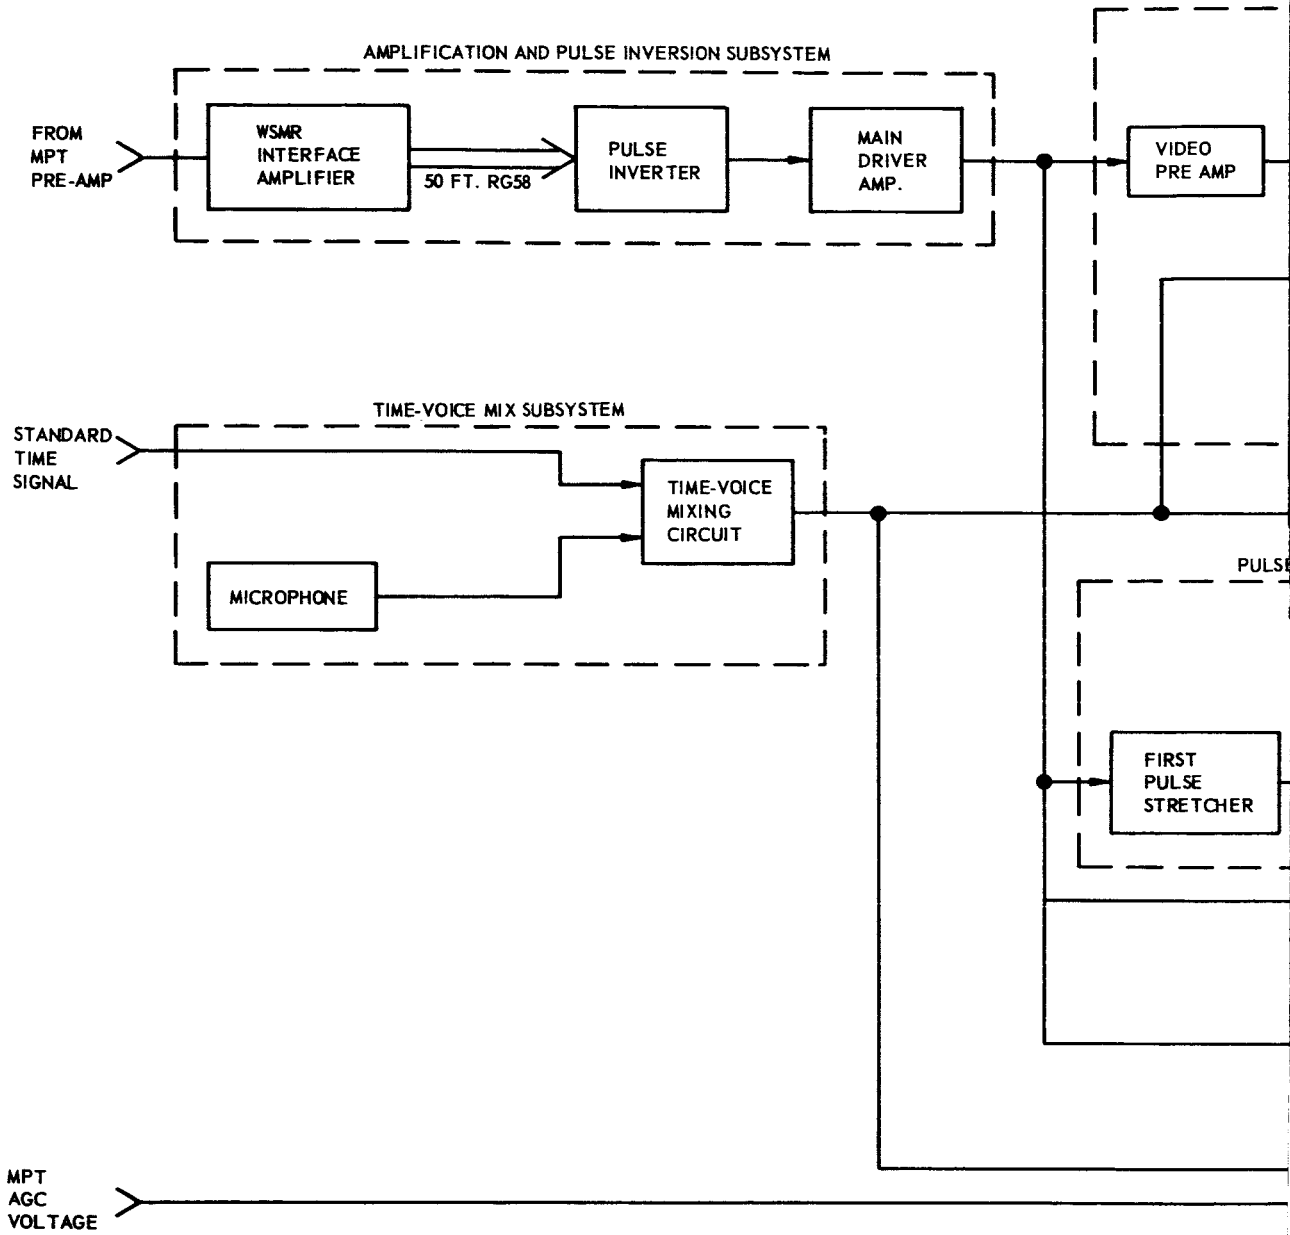 AMPLIFICATION AND PULSE INVERSION SUBSYSTEM
FROM
MPT
PRE-AMP
WSMR
INTERFACE
AMPLIFIER
50 FT. RG58
PULSE
INVERTER
MAIN
DRIVER
AMP.
VIDEO
PRE AMP
TIME-VOICE MIX SUBSYSTEM
STANDARD
TIME
SIGNAL
TIME-VOICE
MIXING
CIRCUIT
MICROPHONE
PULSE
FIRST
PULSE
STRETCHER
MPT
AGC
VOLTAGE